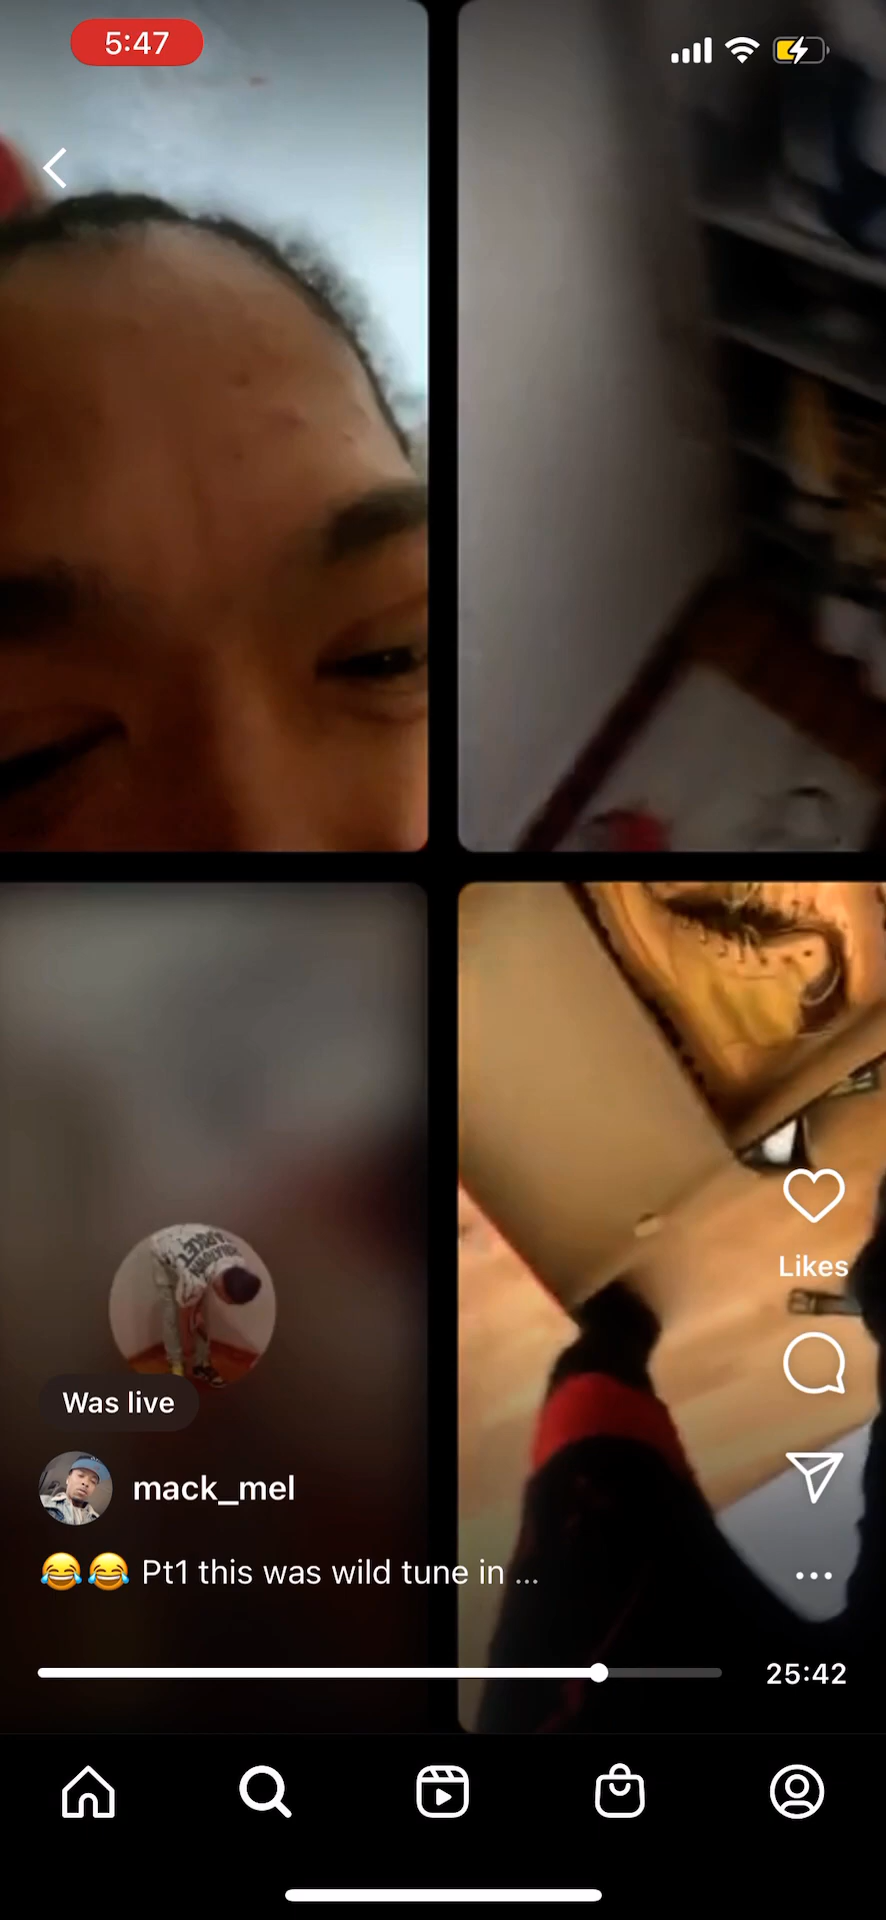 5:47
Likes
Was live
mack_mel
😂😂 Pt1 this was wild tune in ...
25:42